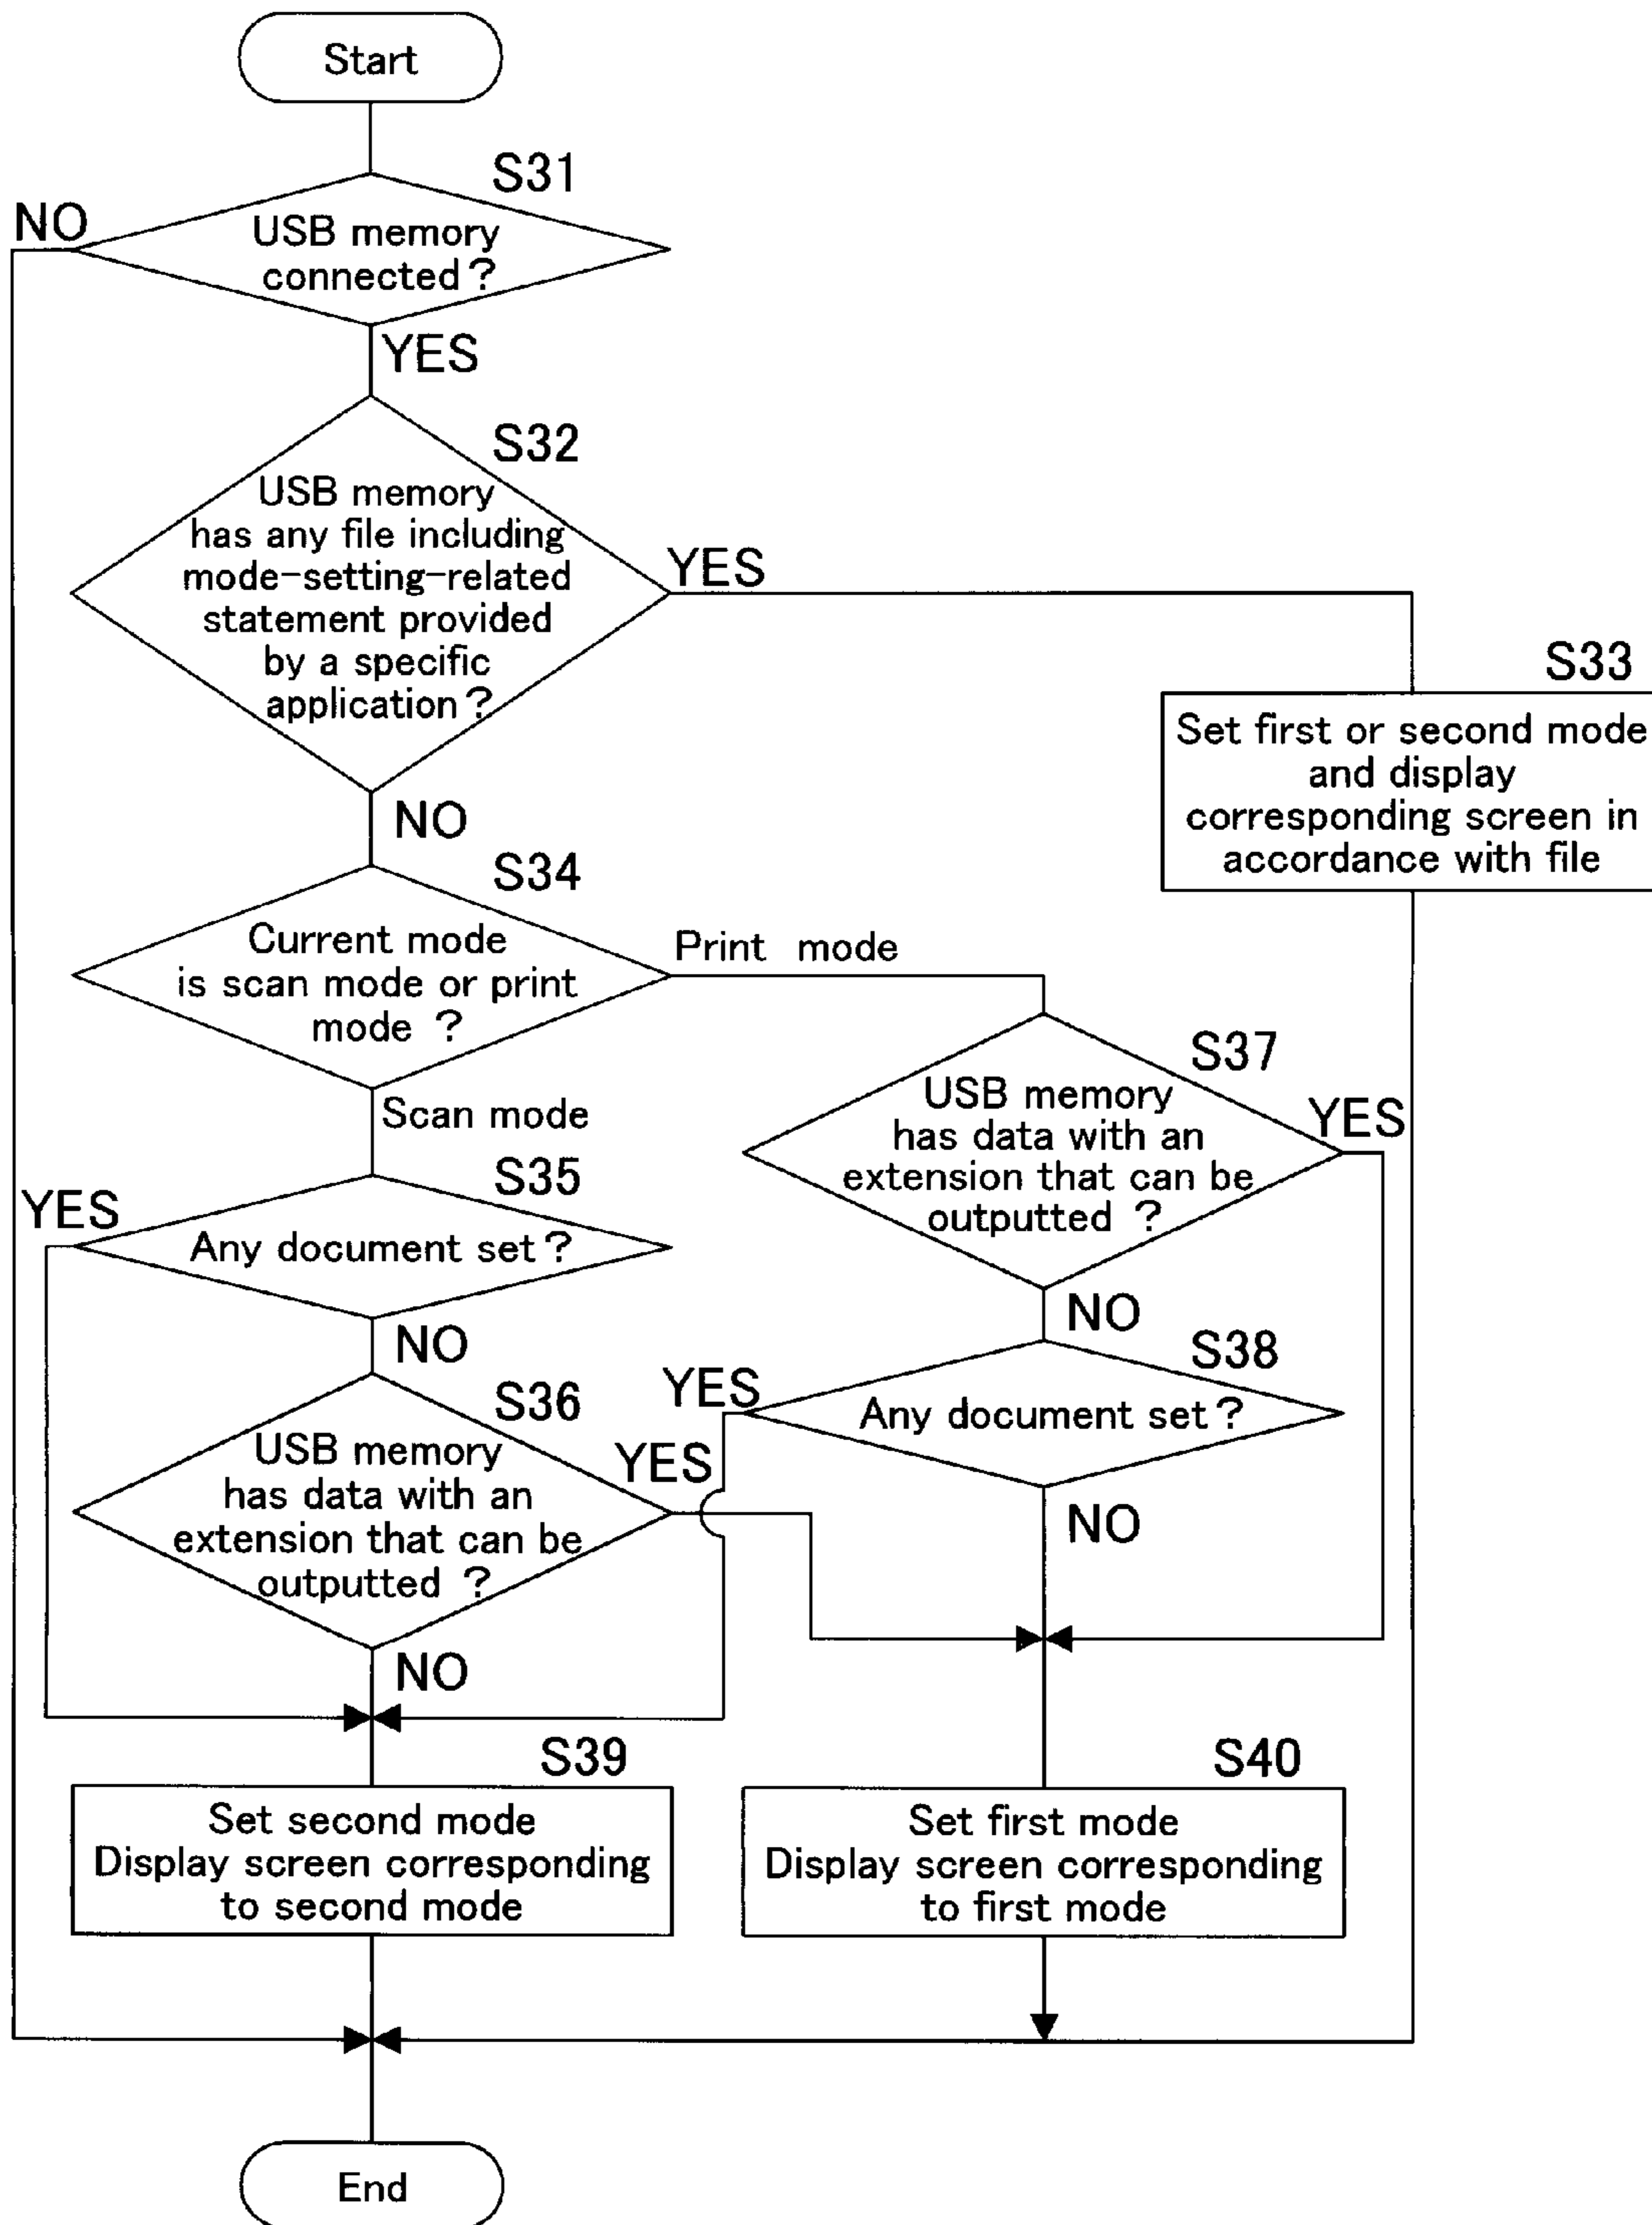 Start
S31
NO
USB memory
connected?
YES
S32
USB memory
has any file including
mode-setting-related
statement provided
by a specific
application?
YES
S33
Set first or second mode
and display
corresponding screen in
accordance with file
NO
S34
Current mode
is scan mode or print
mode ?
Print mode
Scan mode
S37
USB memory
has data with an
extension that can be
outputted ?
YES
S35
YES
Any document set?
NO
NO
S38
YES
Any document set?
S36
USB memory
has data with an
extension that can be
outputted ?
YES
NO
NO
S39
Set second mode
Display screen corresponding
to second mode
S40
Set first mode
Display screen corresponding
to first mode
End